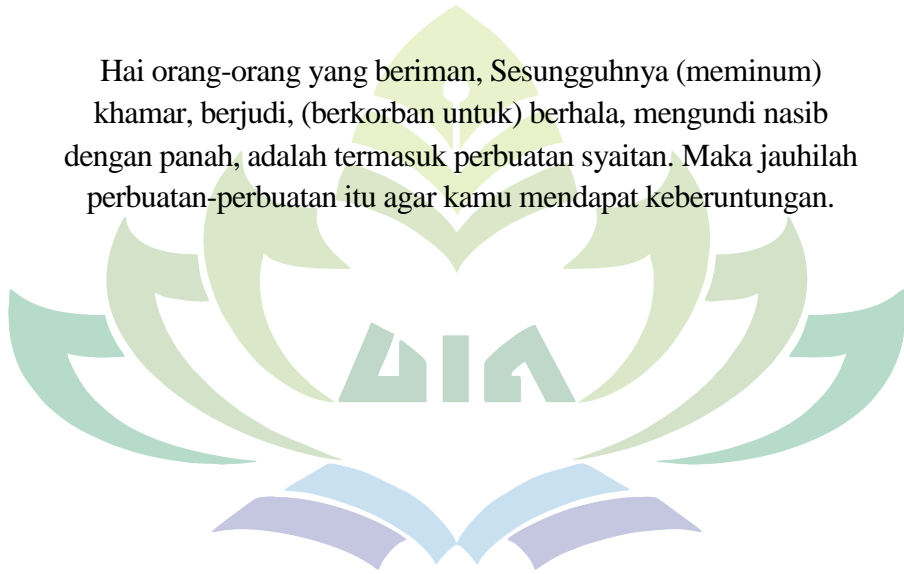 Hai orang-orang yang beriman, Sesungguhnya (meminum)
khamar, berjudi, (berkorban untuk) berhala, mengundi nasib
dengan panah, adalah termasuk perbuatan syaitan. Maka jauhilah
perbuatan-perbuatan itu agar kamu mendapat keberuntungan.
UIN